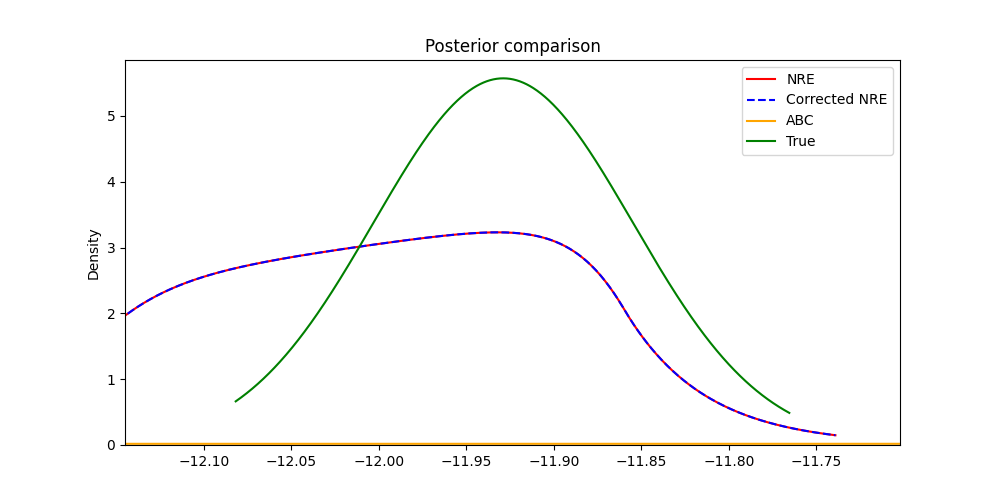 Posterior comparison
NRE
Corrected NRE
ABC
True
Density
5
4
3
2
1
0
−12.10 −12.05 −12.00 −11.95 −11.90 −11.85 −11.80 −11.75